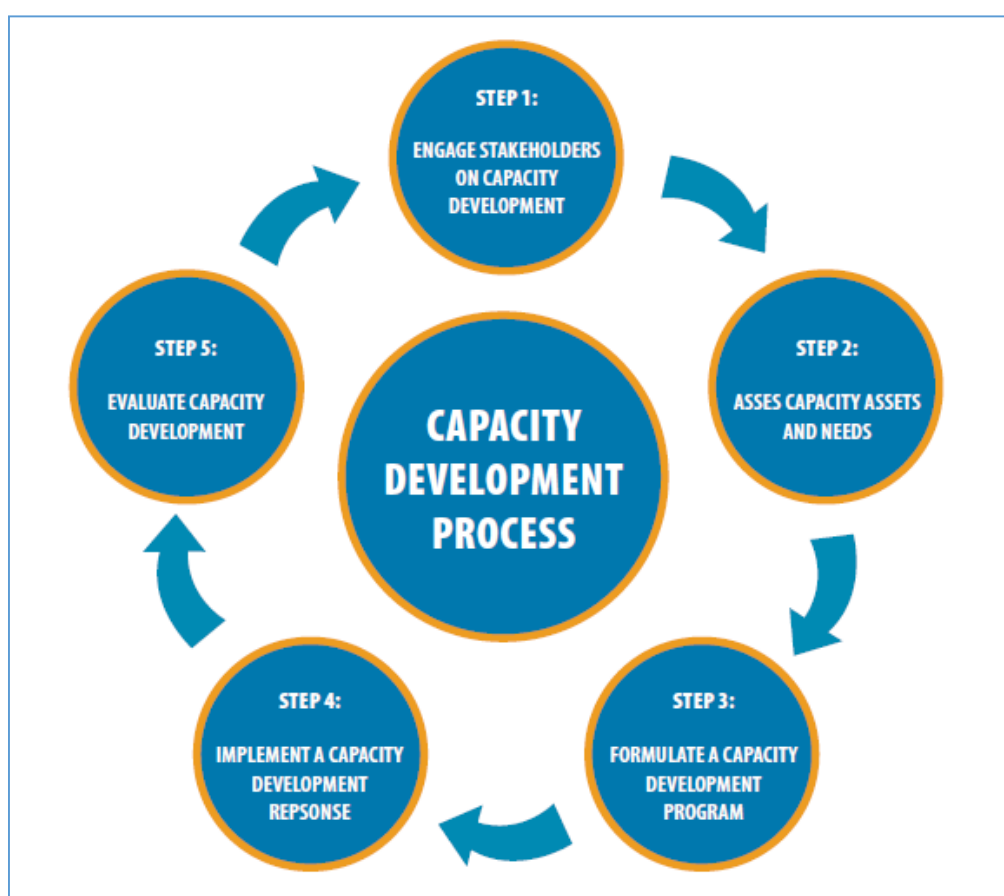 STEP 1:
ENGAGE STAKEHOLDERS
ON CAPACITY
DEVELOPMENT
STEP 2:
ASSES CAPACITY ASSETS
AND NEEDS
STEP 3:
FORMULATE A CAPACITY
DEVELOPMENT
PROGRAM
STEP 4:
IMPLEMENT A CAPACITY
DEVELOPMENT
REPSONSE
STEP 5:
EVALUATE CAPACITY
DEVELOPMENT
CAPACITY
DEVELOPMENT
PROCESS